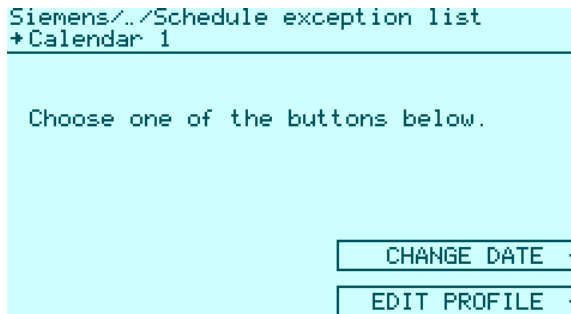 Siemens/../Schedule exception list
→Calendar 1
Choose one of the buttons below.
CHANGE DATE
EDIT PROFILE